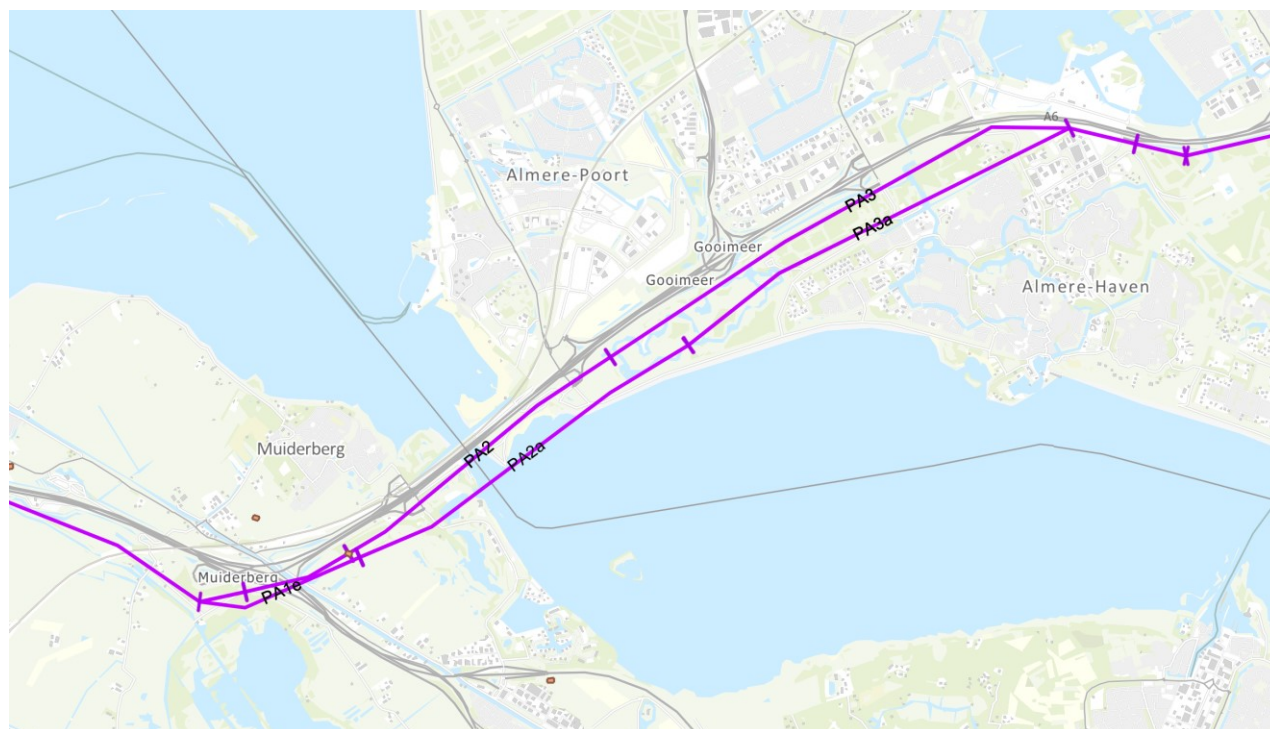 A6
Almere-Poort
PA3
PA3a
Gooimeer
Gooimeer
Almere-Haven
Muiderberg
PA2
PA2a
Muiderberg
PA1e